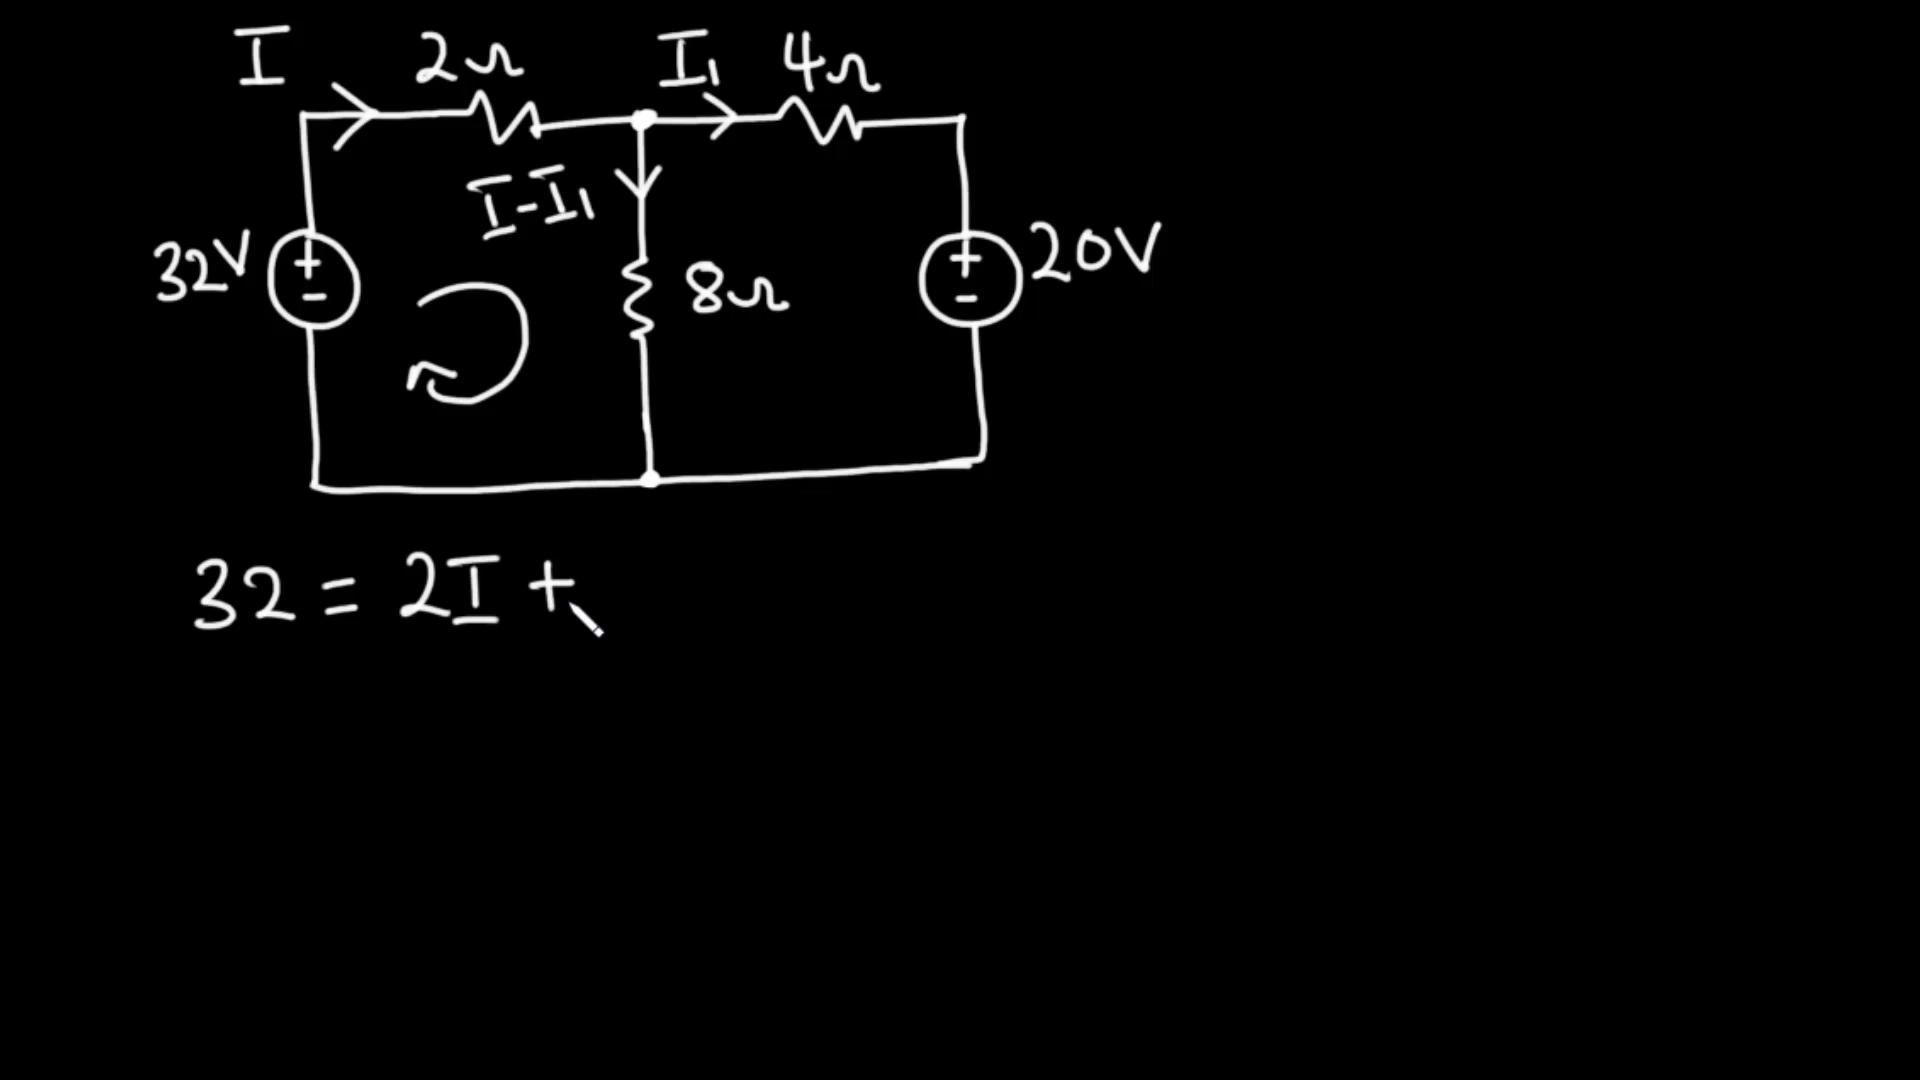 I 2Ω I₁ 4Ω
I-I₁
32V + - 8Ω + - 20V
32 = 2I +